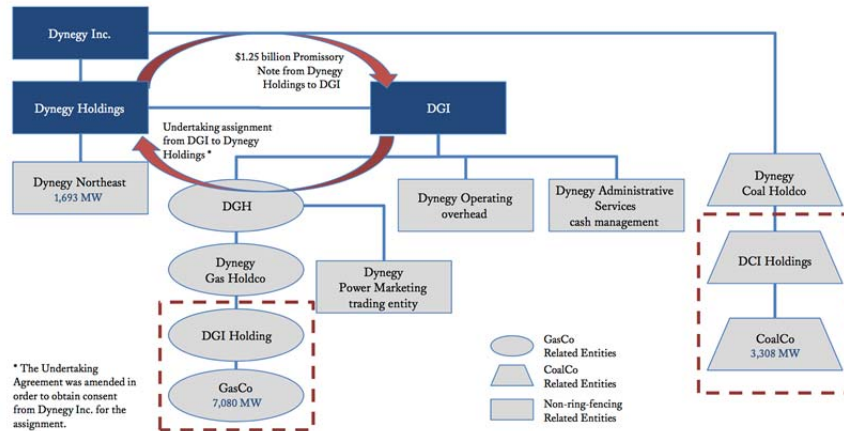 Dynegy Inc.
$1.25 billion Promissory
Note from Dynegy
Holdings to DGI
Dynegy Holdings
DGI
Undertaking assignment
from DGI to Dynegy
Holdings *
Dynegy Northeast
1,693 MW
DGH
Dynegy Operating
overhead
Dynegy Administrative
Services
cash management
Dynegy
Coal Holdco
Dynegy
Gas Holdco
Dynegy
Power Marketing
trading entity
DCI Holdings
DGI Holding
CoalCo
3,308 MW
GasCo
7,080 MW
* The Undertaking
Agreement was amended in
order to obtain consent
from Dynegy Inc. for the
assignment.
GasCo
Related Entities
CoalCo
Related Entities
Non-ring-fencing
Related Entities